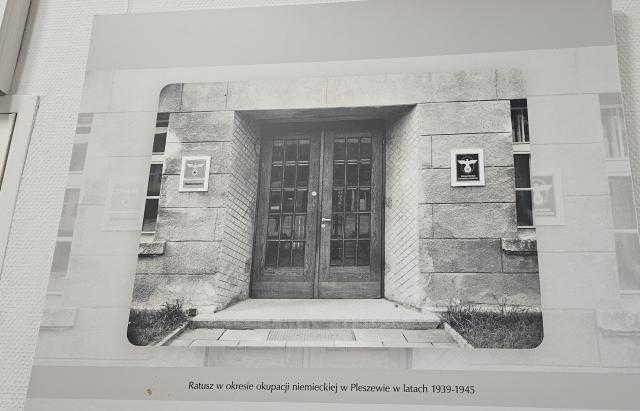 Ratusz w okresie okupacji niemieckiej w Pleszewie w latach 1939-1945